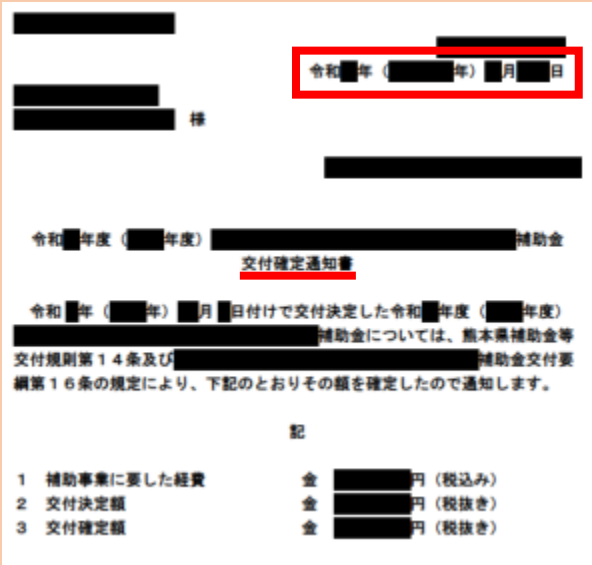 令和 年（ 年） 月 日
様
令和 年度（ 年度） 補助金
交付確定通知書
令和 年（ 年） 月 日付けで交付決定した令和 年度（ 年度）
補助金については、熊本県補助金等
交付規則第１４条及び 補助金交付要
綱第１６条の規定により、下記のとおりその額を確定したので通知します。
記
１ 補助事業に要した経費 金 円（税込み）
２ 交付決定額 金 円（税抜き）
３ 交付確定額 金 円（税抜き）